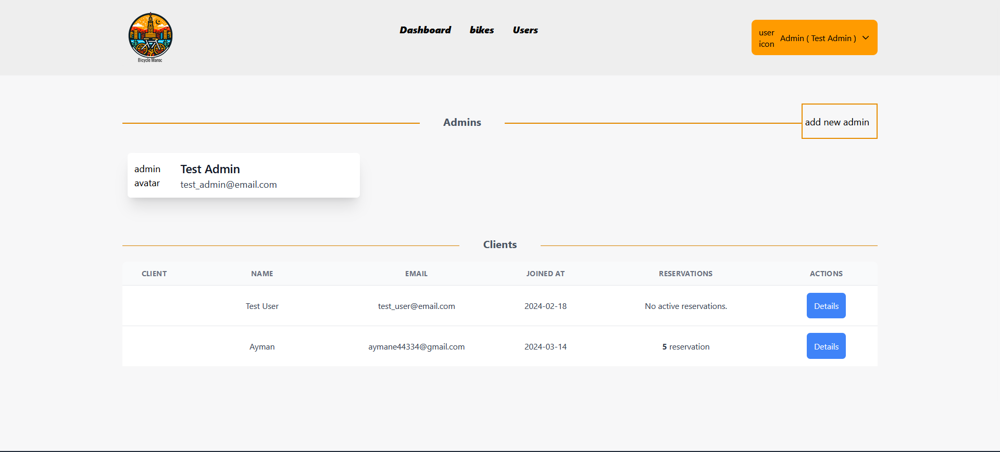 Bicycle Maroc
Dashboard bikes Users
user
icon
Admin ( Test Admin )
Admins
add new admin
admin
avatar
Test Admin
test_admin@email.com
Clients
CLIENT NAME EMAIL JOINED AT RESERVATIONS ACTIONS
Test User test_user@email.com 2024-02-18 No active reservations. Details
Ayman aymane44334@gmail.com 2024-03-14 5 reservation Details